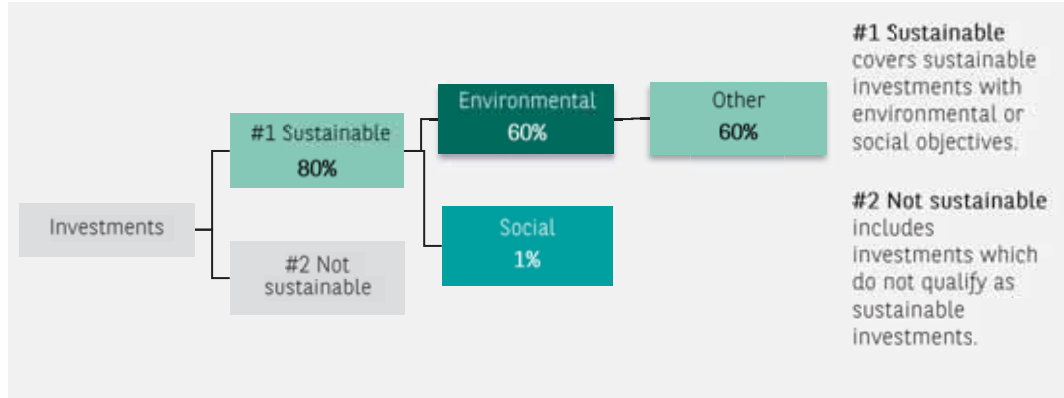 Investments
#1 Sustainable
80%
#2 Not
sustainable
Environmental
60%
Social
1%
Other
60%
#1 Sustainable
covers sustainable
investments with
environmental or
social objectives.
#2 Not sustainable
includes
investments which
do not qualify as
sustainable
investments.